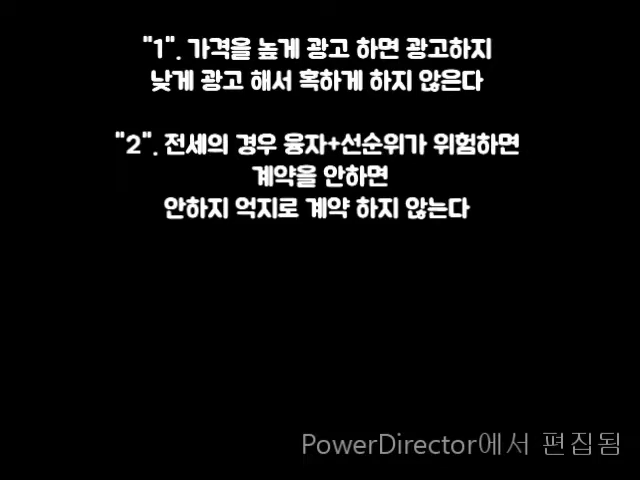 "1". 가격을 높게 광고 하면 광고하지
낮게 광고 해서 혹하게 하지 않은다
"2". 전세의 경우 융자+선순위가 위험하면
계약을 안하면
안하지 억지로 계약 하지 않는다
PowerDirector에서 편집됨